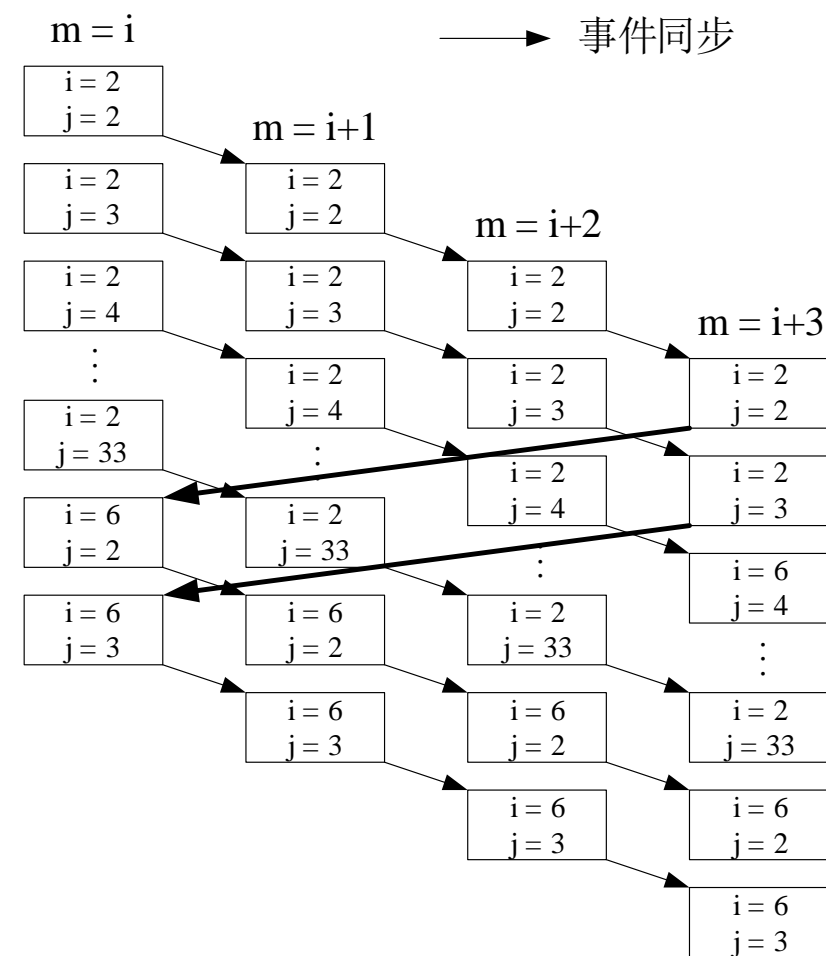 m = i
事件同步
i = 2
j = 2
i = 2
j = 3
i = 2
j = 4
⋮
i = 2
j = 33
i = 6
j = 2
i = 6
j = 3
m = i+1
i = 2
j = 2
i = 2
j = 3
i = 2
j = 4
⋮
i = 2
j = 33
i = 6
j = 2
i = 6
j = 3
m = i+2
i = 2
j = 2
i = 2
j = 3
i = 2
j = 4
⋮
i = 2
j = 33
i = 6
j = 2
i = 6
j = 3
m = i+3
i = 2
j = 2
i = 2
j = 3
i = 6
j = 4
⋮
i = 2
j = 33
i = 6
j = 2
i = 6
j = 3